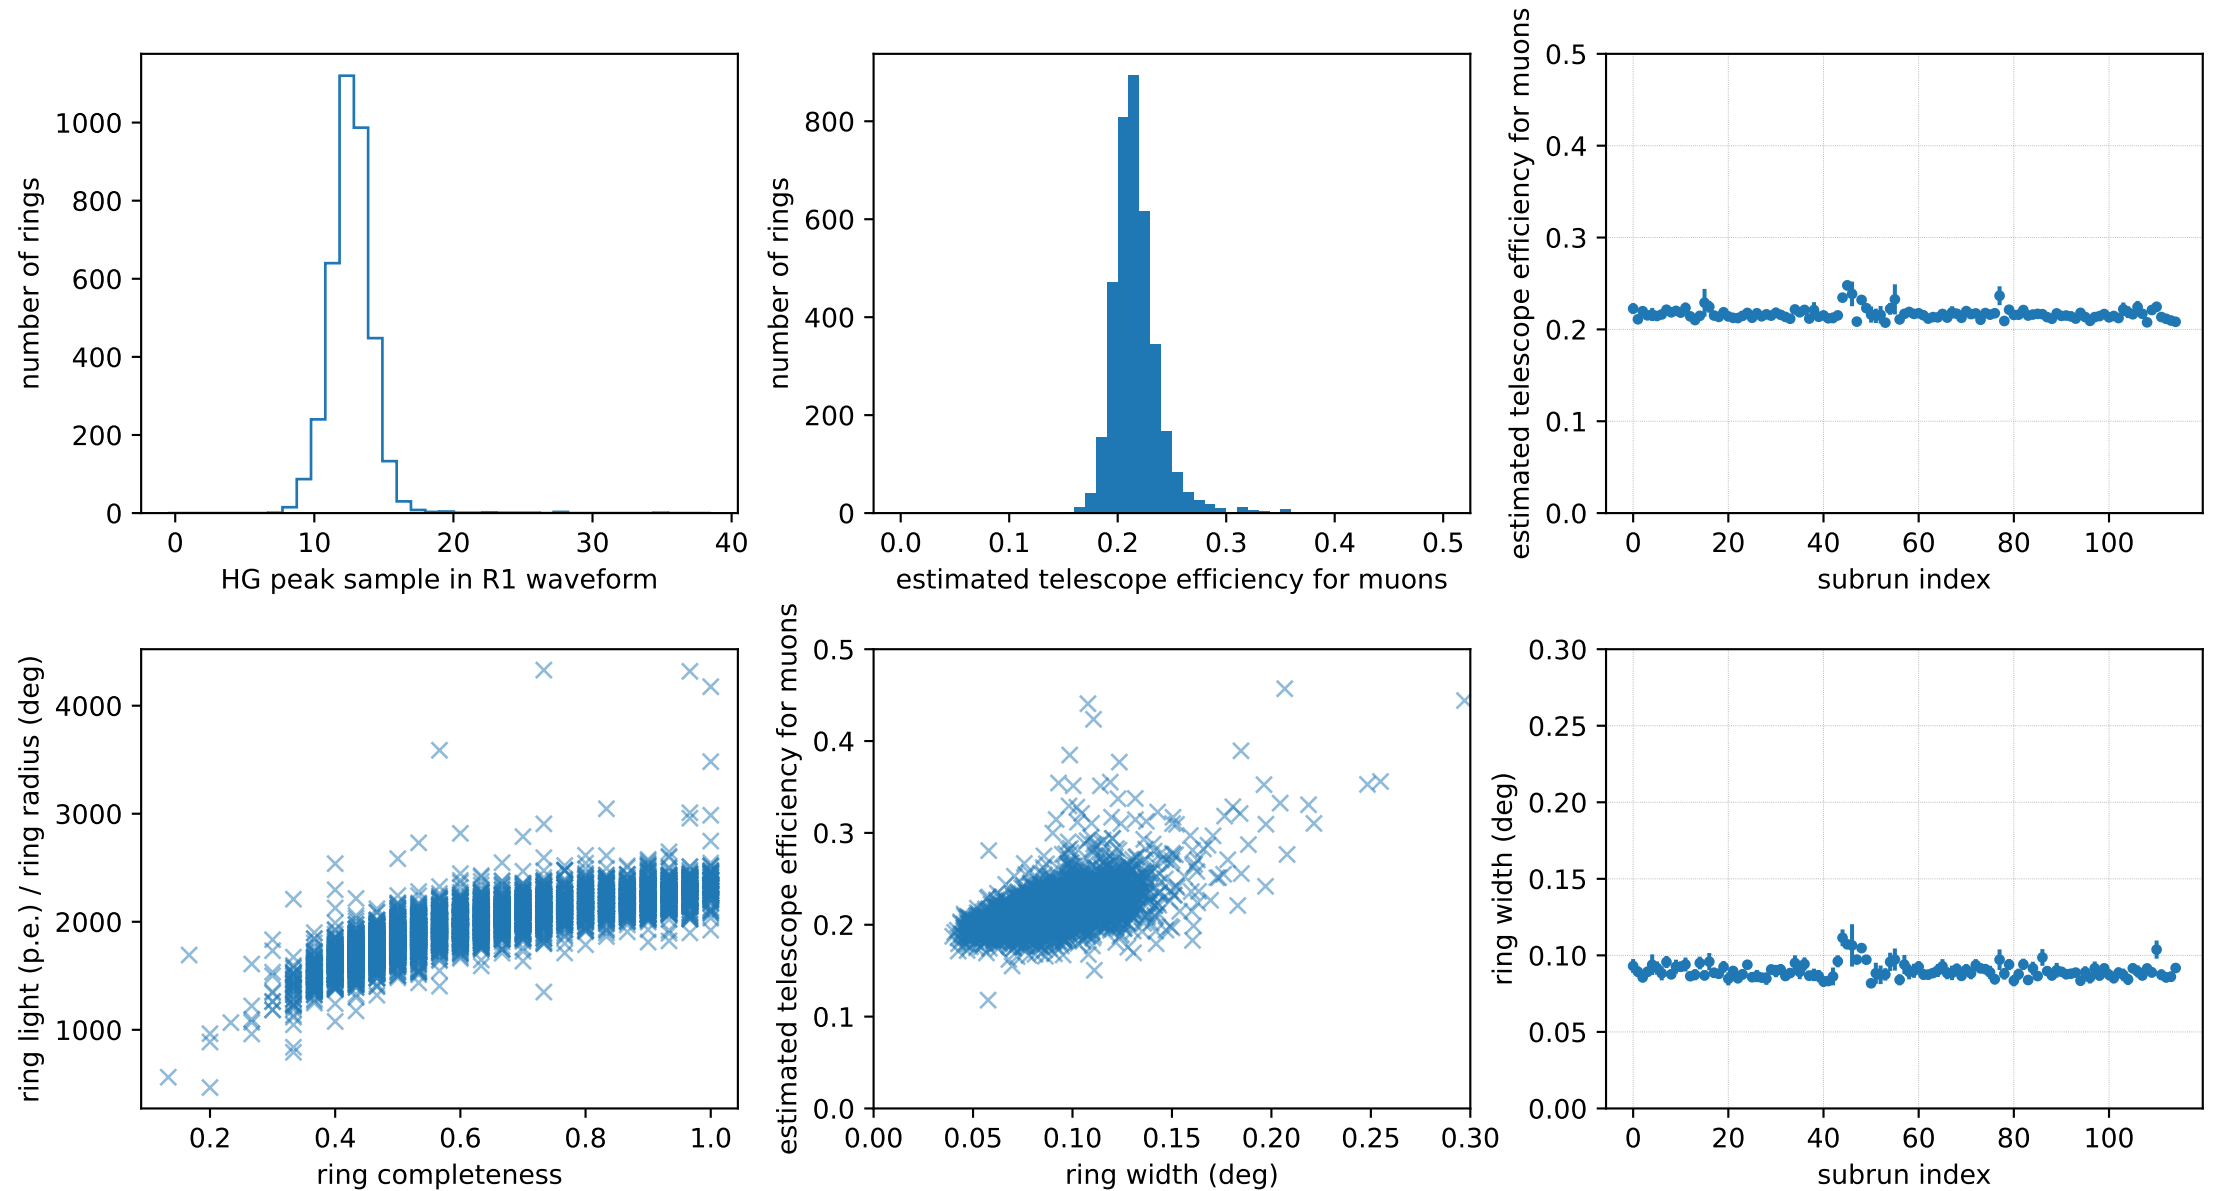 number of rings
1000
800
600
400
200
0
0 10 20 30 40
HG peak sample in R1 waveform
number of rings
800
600
400
200
0
0.0 0.1 0.2 0.3 0.4 0.5
estimated telescope efficiency for muons
estimated telescope efficiency for muons
0.5
0.4
0.3
0.2
0.1
0.0
0 20 40 60 80 100
subrun index
ring light (p.e.) / ring radius (deg)
4000
3000
2000
1000
0.2 0.4 0.6 0.8 1.0
ring completeness
estimated telescope efficiency for muons
0.5
0.4
0.3
0.2
0.1
0.0
0.00 0.05 0.10 0.15 0.20 0.25 0.30
ring width (deg)
ring width (deg)
0.30
0.25
0.20
0.15
0.10
0.05
0.00
0 20 40 60 80 100
subrun index